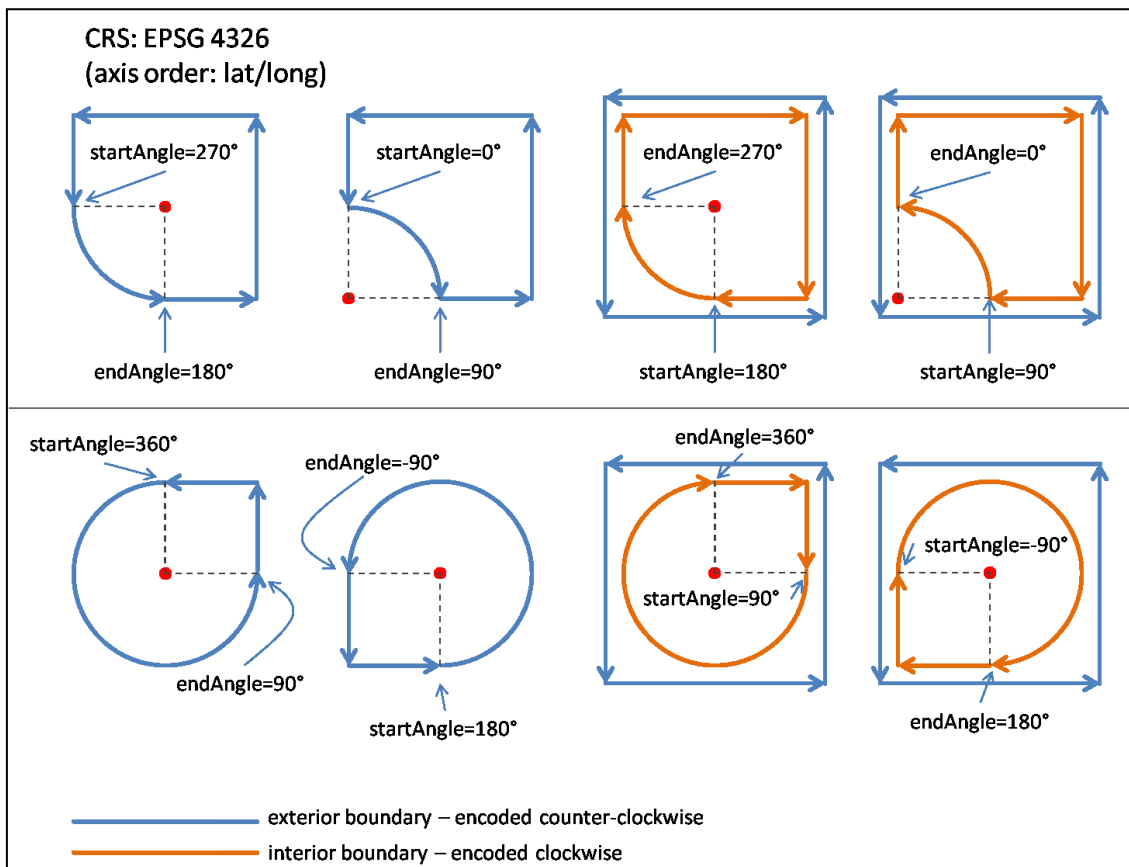 CRS: EPSG 4326
(axis order: lat/long)
startAngle=270°
startAngle=0°
endAngle=270°
endAngle=0°
endAngle=180°
endAngle=90°
startAngle=180°
startAngle=90°
startAngle=360°
endAngle=-90°
endAngle=360°
startAngle=-90°
startAngle=90°
endAngle=90°
startAngle=180°
endAngle=180°
exterior boundary – encoded counter-clockwise
interior boundary – encoded clockwise